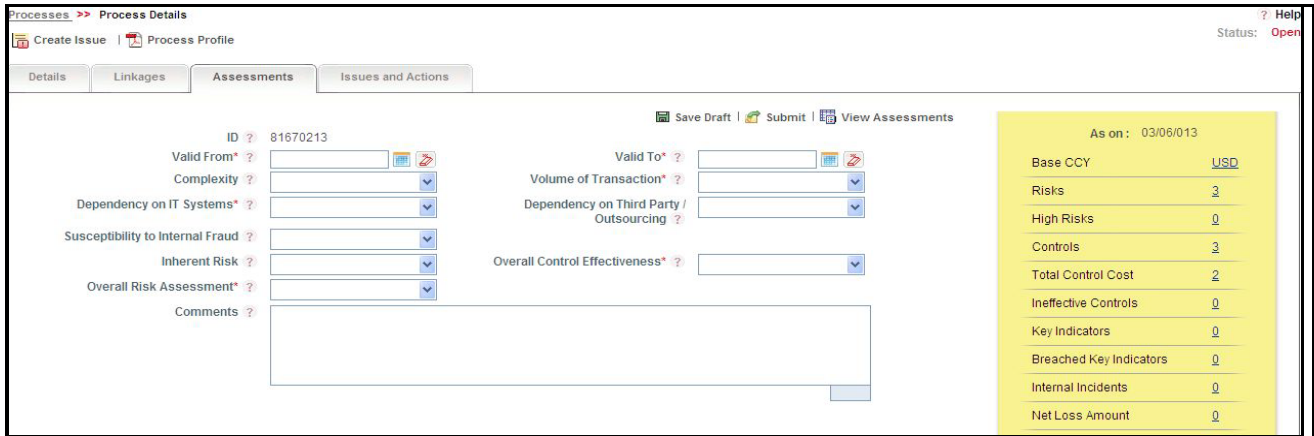 Processes >> Process Details
? Help
Create Issue | Process Profile
Status: Open
Details Linkages Assessments Issues and Actions
Save Draft | Submit | View Assessments
ID ? 81670213
Valid From* ? Valid To* ?
Complexity ? Volume of Transaction* ?
Dependency on IT Systems* ? Dependency on Third Party /
Outsourcing ?
Susceptibility to Internal Fraud ?
Inherent Risk ? Overall Control Effectiveness* ?
Overall Risk Assessment* ?
Comments ?
As on : 03/06/013
Base CCY USD
Risks 3
High Risks 0
Controls 3
Total Control Cost 2
Ineffective Controls 0
Key Indicators 0
Breached Key Indicators 0
Internal Incidents 0
Net Loss Amount 0